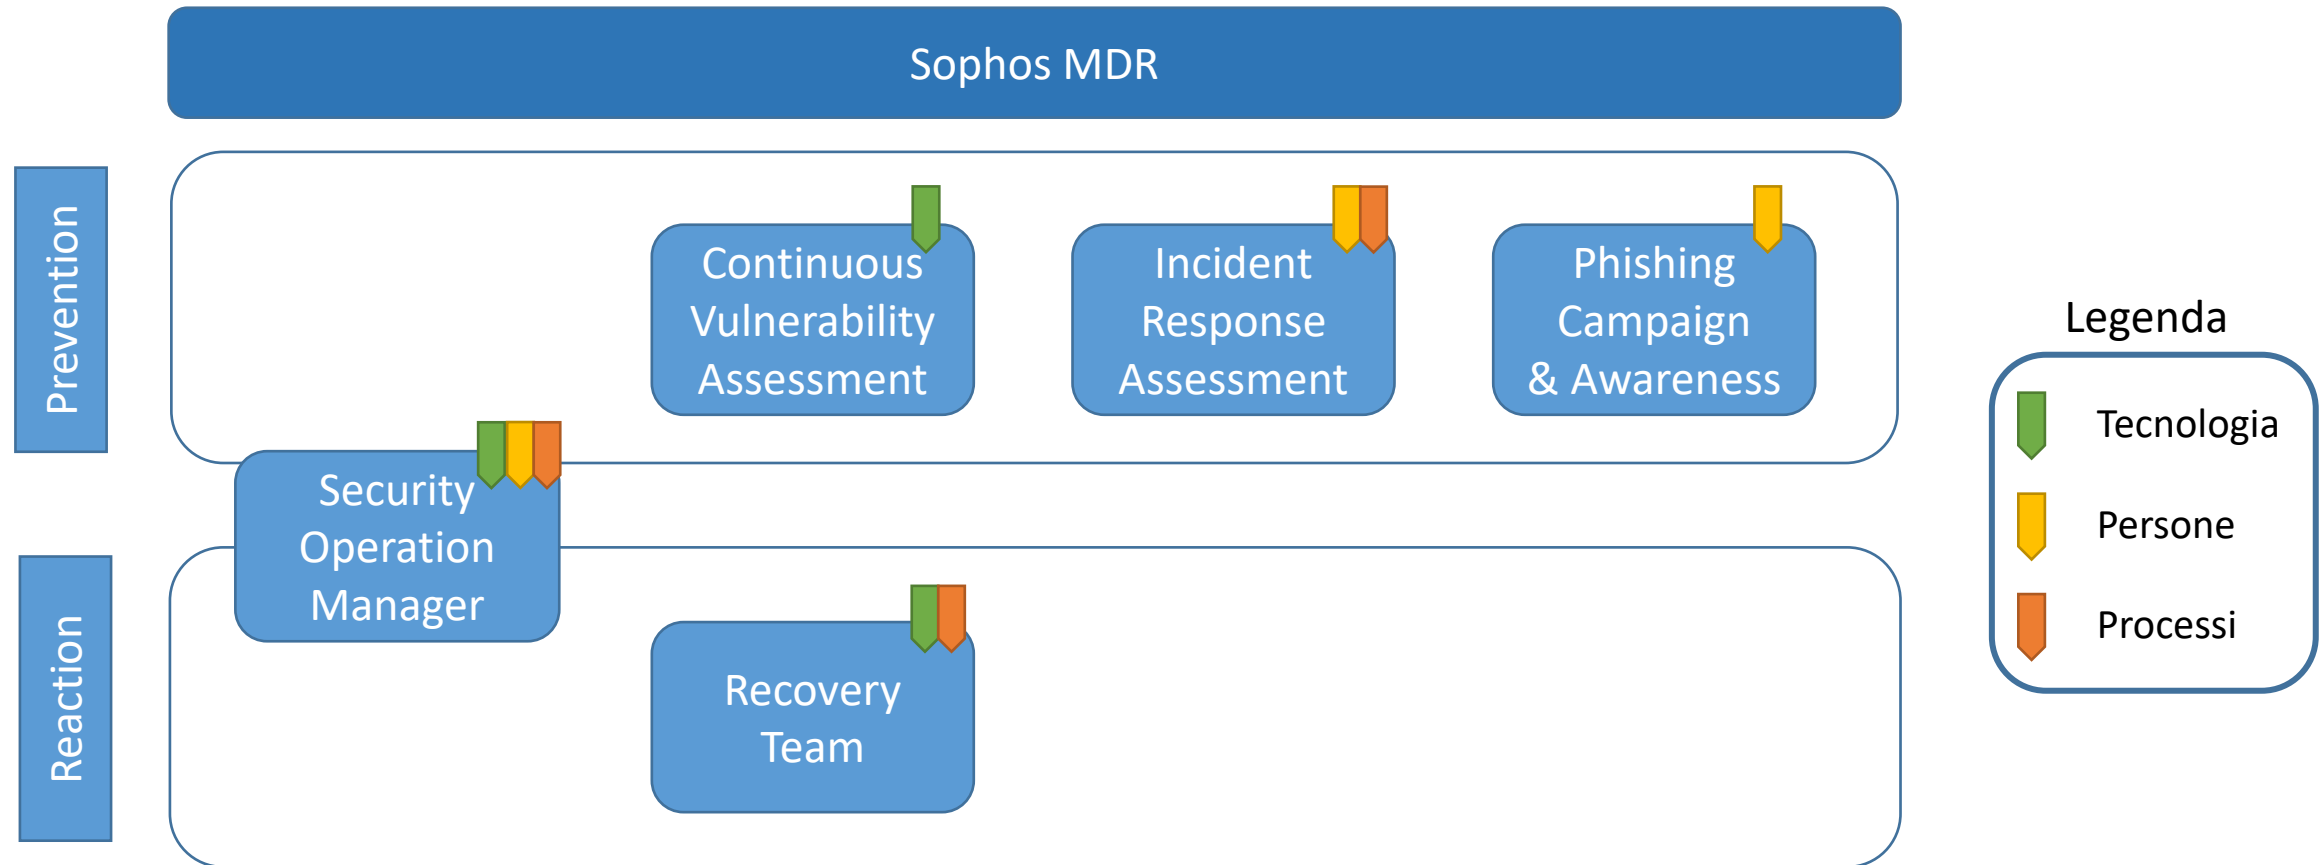 Sophos MDR
Prevention
Continuous
Vulnerability
Assessment
Incident
Response
Assessment
Phishing
Campaign
& Awareness
Security
Operation
Manager
Reaction
Recovery
Team
Legenda
Tecnologia
Persone
Processi